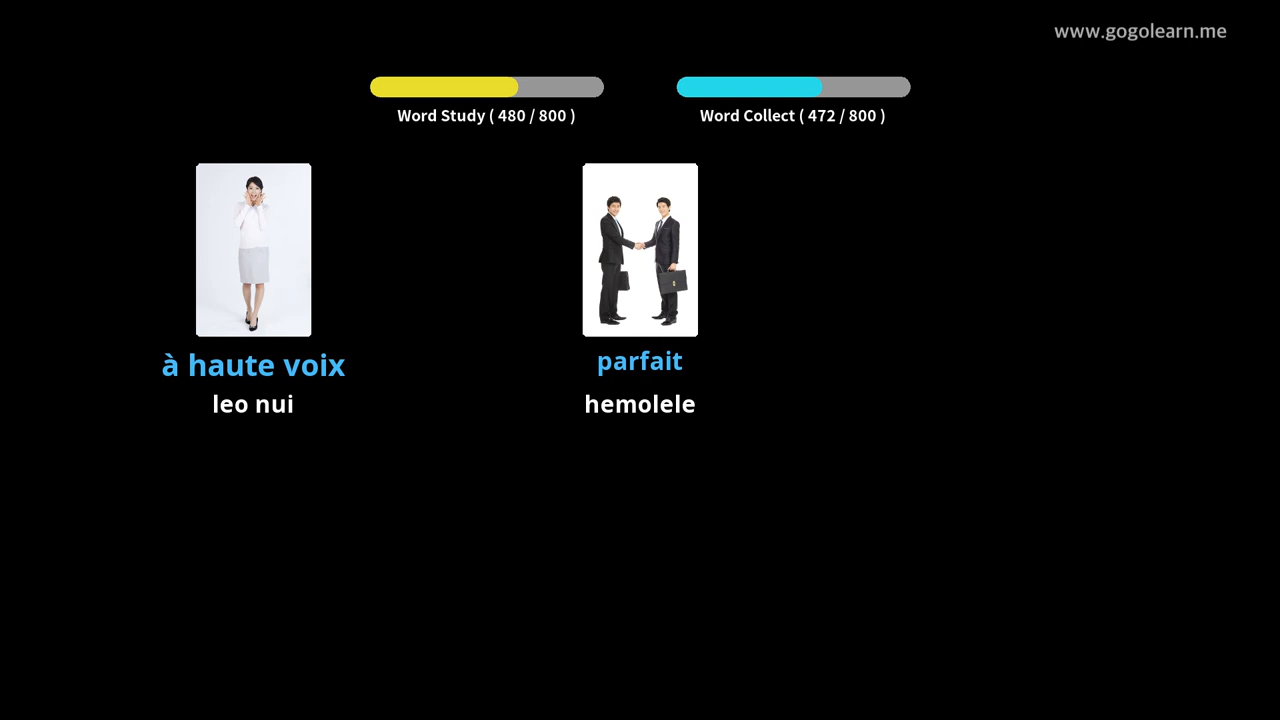 www.gogolearn.me
Word Study ( 480 / 800 )
Word Collect ( 472 / 800 )
à haute voix
leo nui
parfait
hemolele